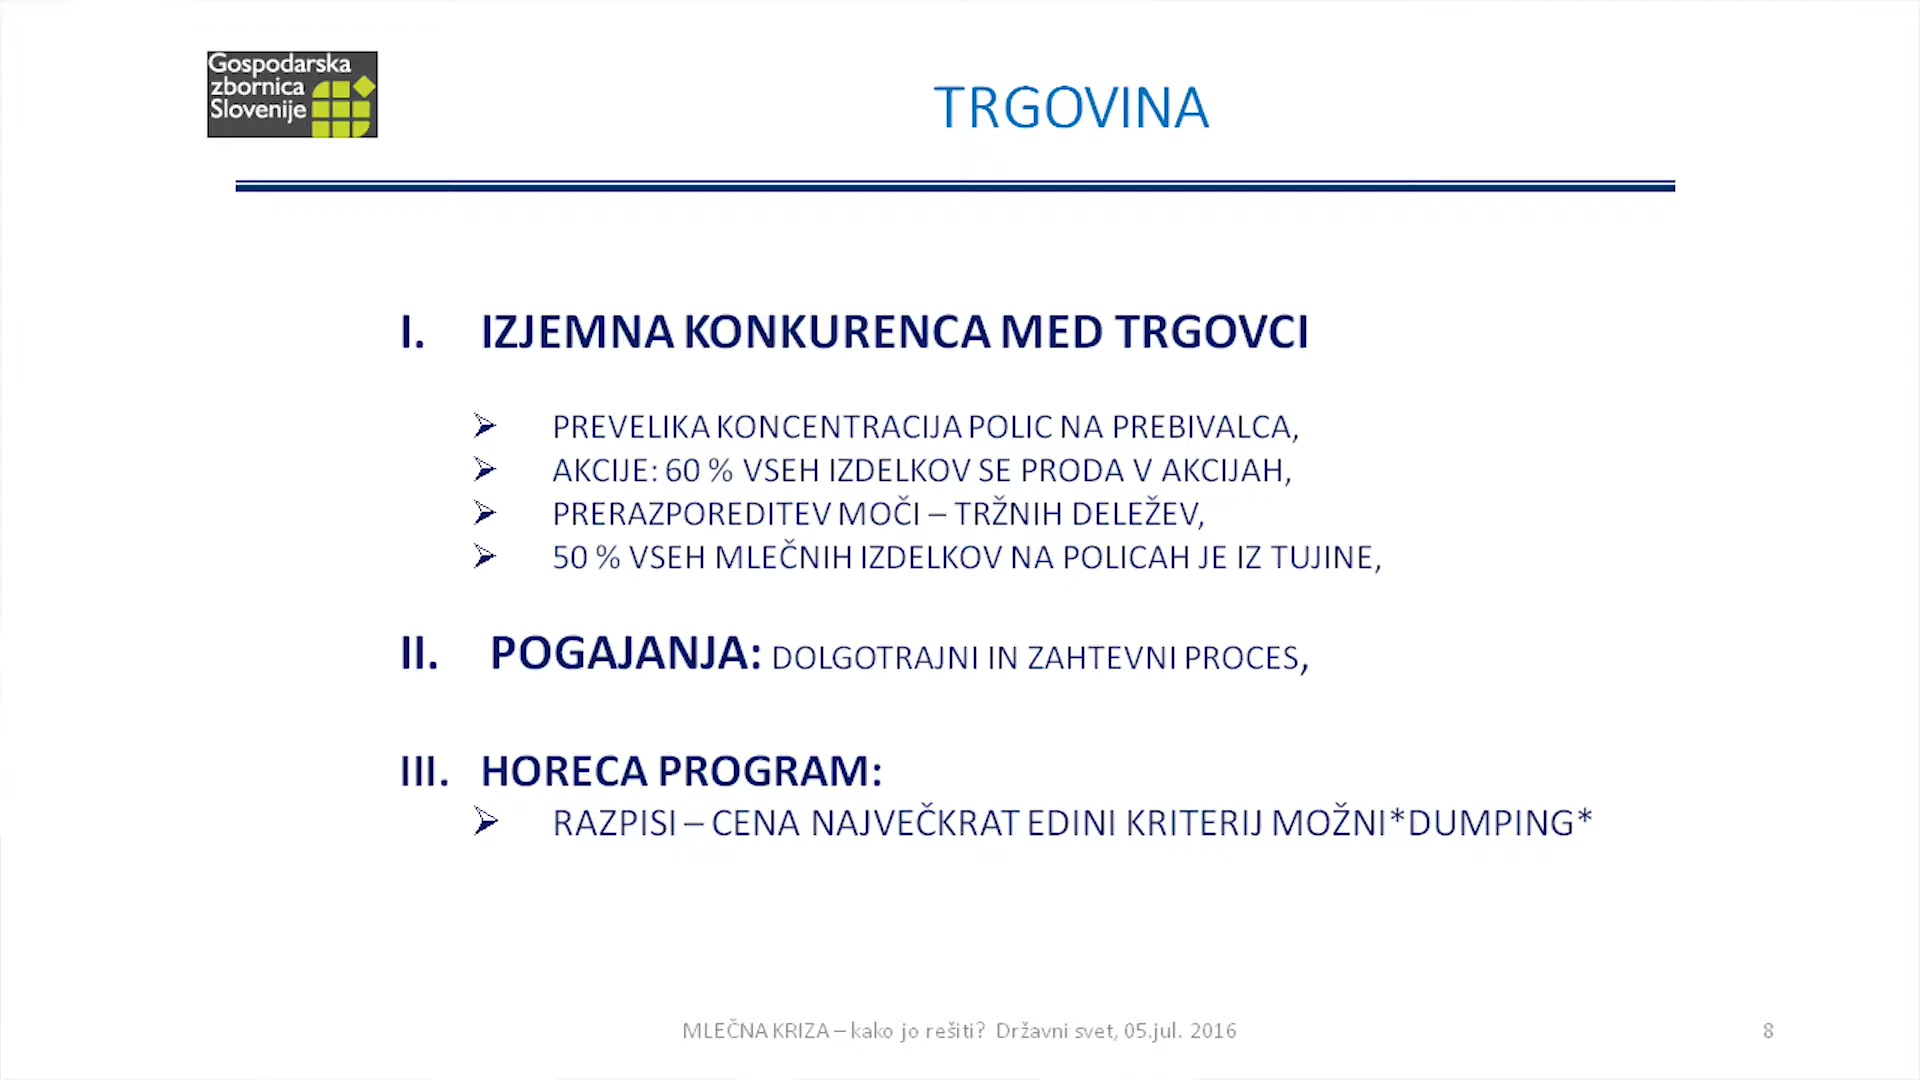 Gospodarska
zbornica
Slovenije
TRGOVINA
I. IZJEMNA KONKURENCA MED TRGOVCI
PREVELIKA KONCENTRACIJA POLIC NA PREBIVALCA,
AKCIJE: 60 % VSEH IZDELKOV SE PRODA V AKCIJAH,
PRERAZPOREDITEV MOČI – TRŽNIH DELEŽEV,
50 % VSEH MLEČNIH IZDELKOV NA POLICAH JE IZ TUJINE,
II. POGAJANJA: DOLGOTRAJNI IN ZAHTEVNI PROCES,
III. HORECA PROGRAM:
RAZPISI – CENA NAJVEČKRAT EDINI KRITERIJ MOŽNI*DUMPING*
MLEČNA KRIZA – kako jo rešiti? Državni svet, 05.jul. 2016
8